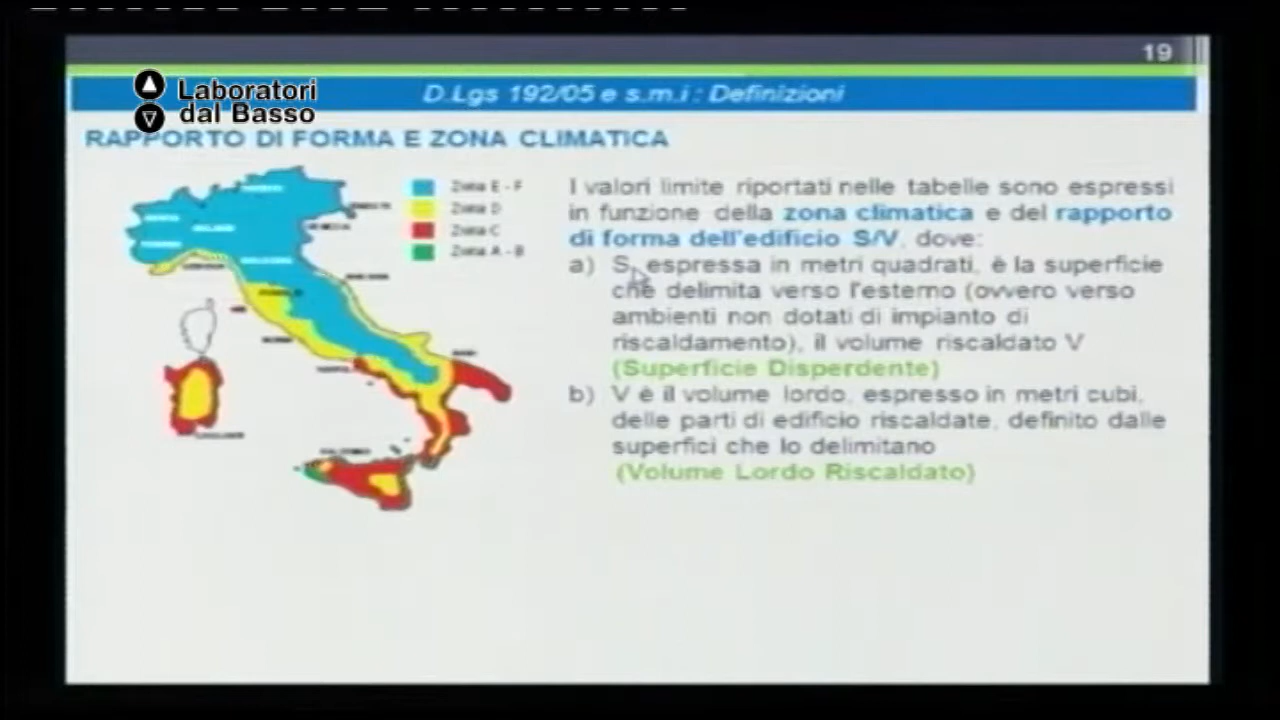 19
Laboratori
dal Basso
D.Lgs 192/05 e s.m.i : Definizioni
RAPPORTO DI FORMA E ZONA CLIMATICA
Zona E - F
Zona D
Zona C
Zona A - B
I valori limite riportati nelle tabelle sono espressi
in funzione della zona climatica e del rapporto
di forma dell'edificio S/V, dove:
a) S, espressa in metri quadrati, è la superficie
che delimita verso l'esterno (ovvero verso
ambienti non dotati di impianto di
riscaldamento), il volume riscaldato V
(Superficie Disperdente)
b) V è il volume lordo, espresso in metri cubi,
delle parti di edificio riscaldate, definito dalle
superfici che lo delimitano
(Volume Lordo Riscaldato)